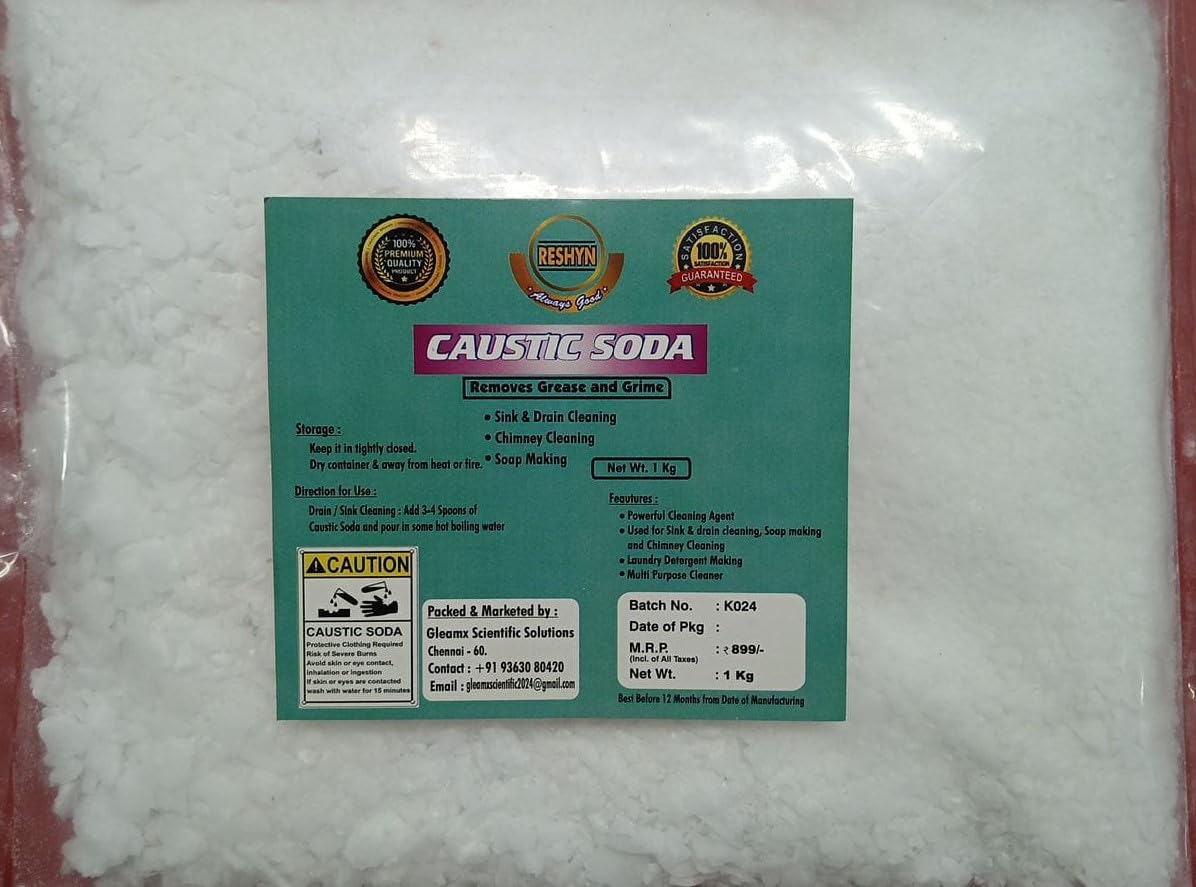 100%
PREMIUM
QUALITY
PRODUCT
RESHYN
Always Good
SATISFACTION
100%
SATISFACTION
GUARANTEED
CAUSTIC SODA
Removes Grease and Grime
• Sink & Drain Cleaning
• Chimney Cleaning
• Soap Making
Storage :
Keep it in tightly closed.
Dry container & away from heat or fire.
Net Wt. 1 Kg
Direction for Use :
Drain / Sink Cleaning : Add 3-4 Spoons of
Caustic Soda and pour in some hot boiling water
Feautures :
• Powerful Cleaning Agent
• Used for Sink & drain cleaning, Soap making
and Chimney Cleaning
• Laundry Detergent Making
• Multi Purpose Cleaner
CAUTION
CAUSTIC SODA
Protective Clothing Required
Risk of Severe Burns
Avoid skin or eye contact,
inhalation or ingestion
If skin or eyes are contacted
wash with water for 15 minutes
Packed & Marketed by :
Gleamx Scientific Solutions
Chennai - 60.
Contact : +91 93630 80420
Email : gleamxscientific2024@gmail.com
Batch No. : K024
Date of Pkg :
M.R.P. : ₹ 899/-
(Incl. of All Taxes)
Net Wt. : 1 Kg
Best Before 12 Months from Date of Manufacturing